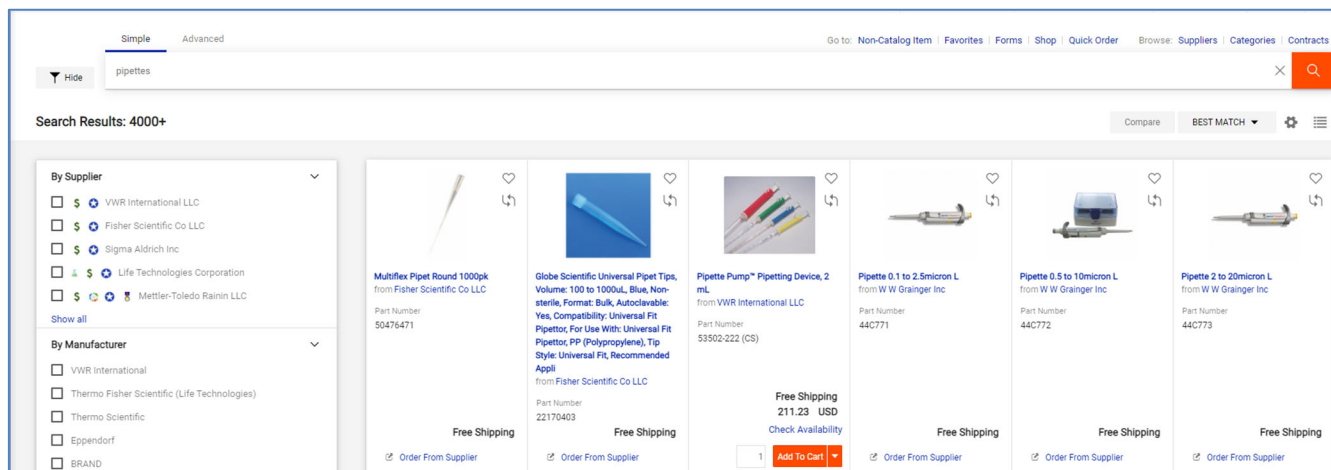 Simple Advanced
Go to: Non-Catalog Item | Favorites | Forms | Shop | Quick Order Browse: Suppliers | Categories | Contracts
Hide
pipettes
Search Results: 4000+
Compare BEST MATCH
By Supplier
$ VWR International LLC
$ Fisher Scientific Co LLC
$ Sigma Aldrich Inc
$ Life Technologies Corporation
$ Mettler-Toledo Rainin LLC
Show all
By Manufacturer
VWR International
Thermo Fisher Scientific (Life Technologies)
Thermo Scientific
Eppendorf
BRAND
Multiflex Pipet Round 1000pk
from Fisher Scientific Co LLC
Part Number
50476471
Free Shipping
Order From Supplier
Globe Scientific Universal Pipet Tips,
Volume: 100 to 1000uL, Blue, Non-
sterile, Format: Bulk, Autoclavable:
Yes, Compatibility: Universal Fit
Pipettor, For Use With: Universal Fit
Pipettor, PP (Polypropylene), Tip
Style: Universal Fit, Recommended
Appli
from Fisher Scientific Co LLC
Part Number
22170403
Free Shipping
Order From Supplier
Pipette Pump™ Pipetting Device, 2
mL
from VWR International LLC
Part Number
53502-222 (CS)
Free Shipping
211.23 USD
Check Availability
1 Add To Cart
Pipette 0.1 to 2.5micron L
from W W Grainger Inc
Part Number
44C771
Free Shipping
Order From Supplier
Pipette 0.5 to 10micron L
from W W Grainger Inc
Part Number
44C772
Free Shipping
Order From Supplier
Pipette 2 to 20micron L
from W W Grainger Inc
Part Number
44C773
Free Shipping
Order From Supplier